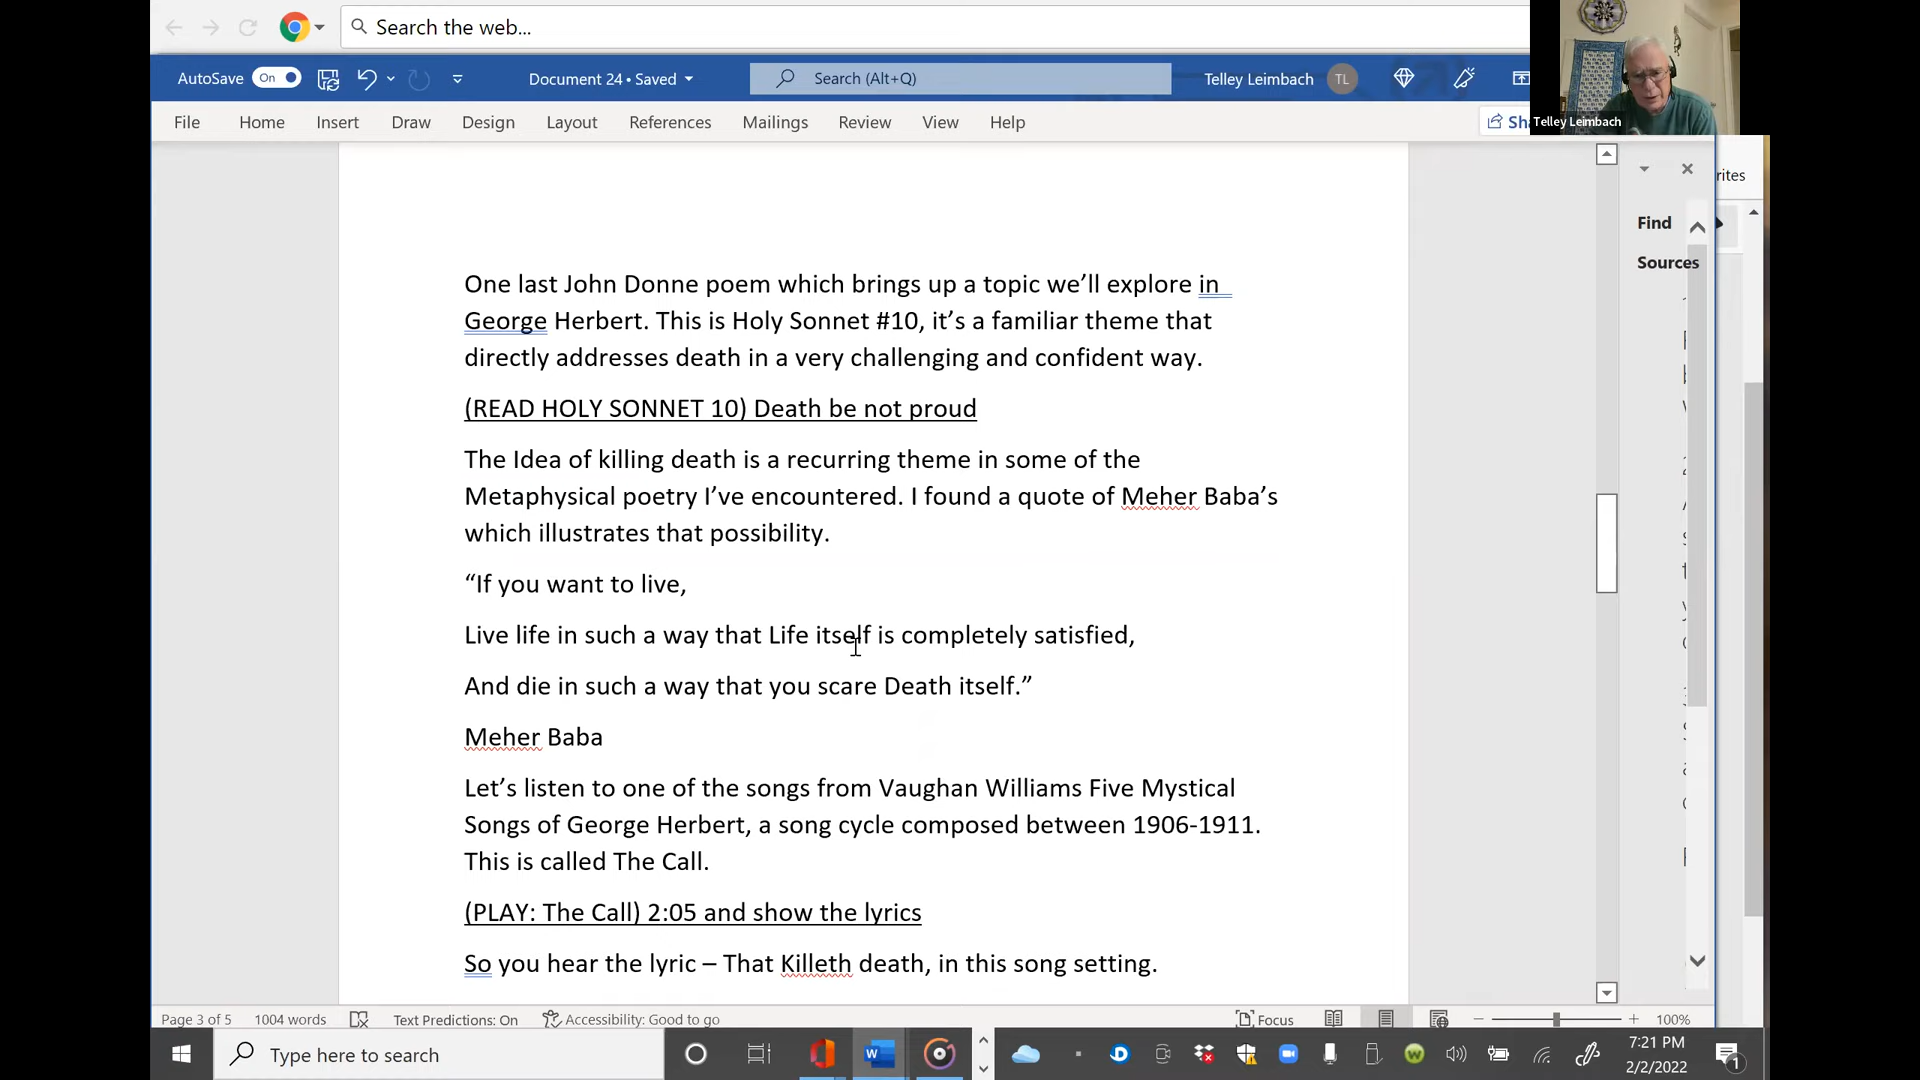 Search the web...
AutoSave On Document 24 • Saved Search (Alt+Q) Telley Leimbach TL
File Home Insert Draw Design Layout References Mailings Review View Help
Telley Leimbach
Find
Sources
One last John Donne poem which brings up a topic we’ll explore in
George Herbert. This is Holy Sonnet #10, it’s a familiar theme that
directly addresses death in a very challenging and confident way.
(READ HOLY SONNET 10) Death be not proud
The Idea of killing death is a recurring theme in some of the
Metaphysical poetry I’ve encountered. I found a quote of Meher Baba’s
which illustrates that possibility.
“If you want to live,
Live life in such a way that Life itself is completely satisfied,
And die in such a way that you scare Death itself.”
Meher Baba
Let’s listen to one of the songs from Vaughan Williams Five Mystical
Songs of George Herbert, a song cycle composed between 1906-1911.
This is called The Call.
(PLAY: The Call) 2:05 and show the lyrics
So you hear the lyric – That Killeth death, in this song setting.
Page 3 of 5 1004 words Text Predictions: On Accessibility: Good to go Focus 100%
Type here to search
7:21 PM
2/2/2022